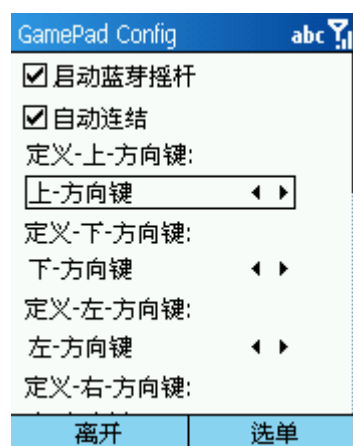 GamePad Config abc
启动蓝芽摇杆
自动连结
定义-上-方向键:
上-方向键
定义-下-方向键:
下-方向键
定义-左-方向键:
左-方向键
定义-右-方向键:
离开 选单